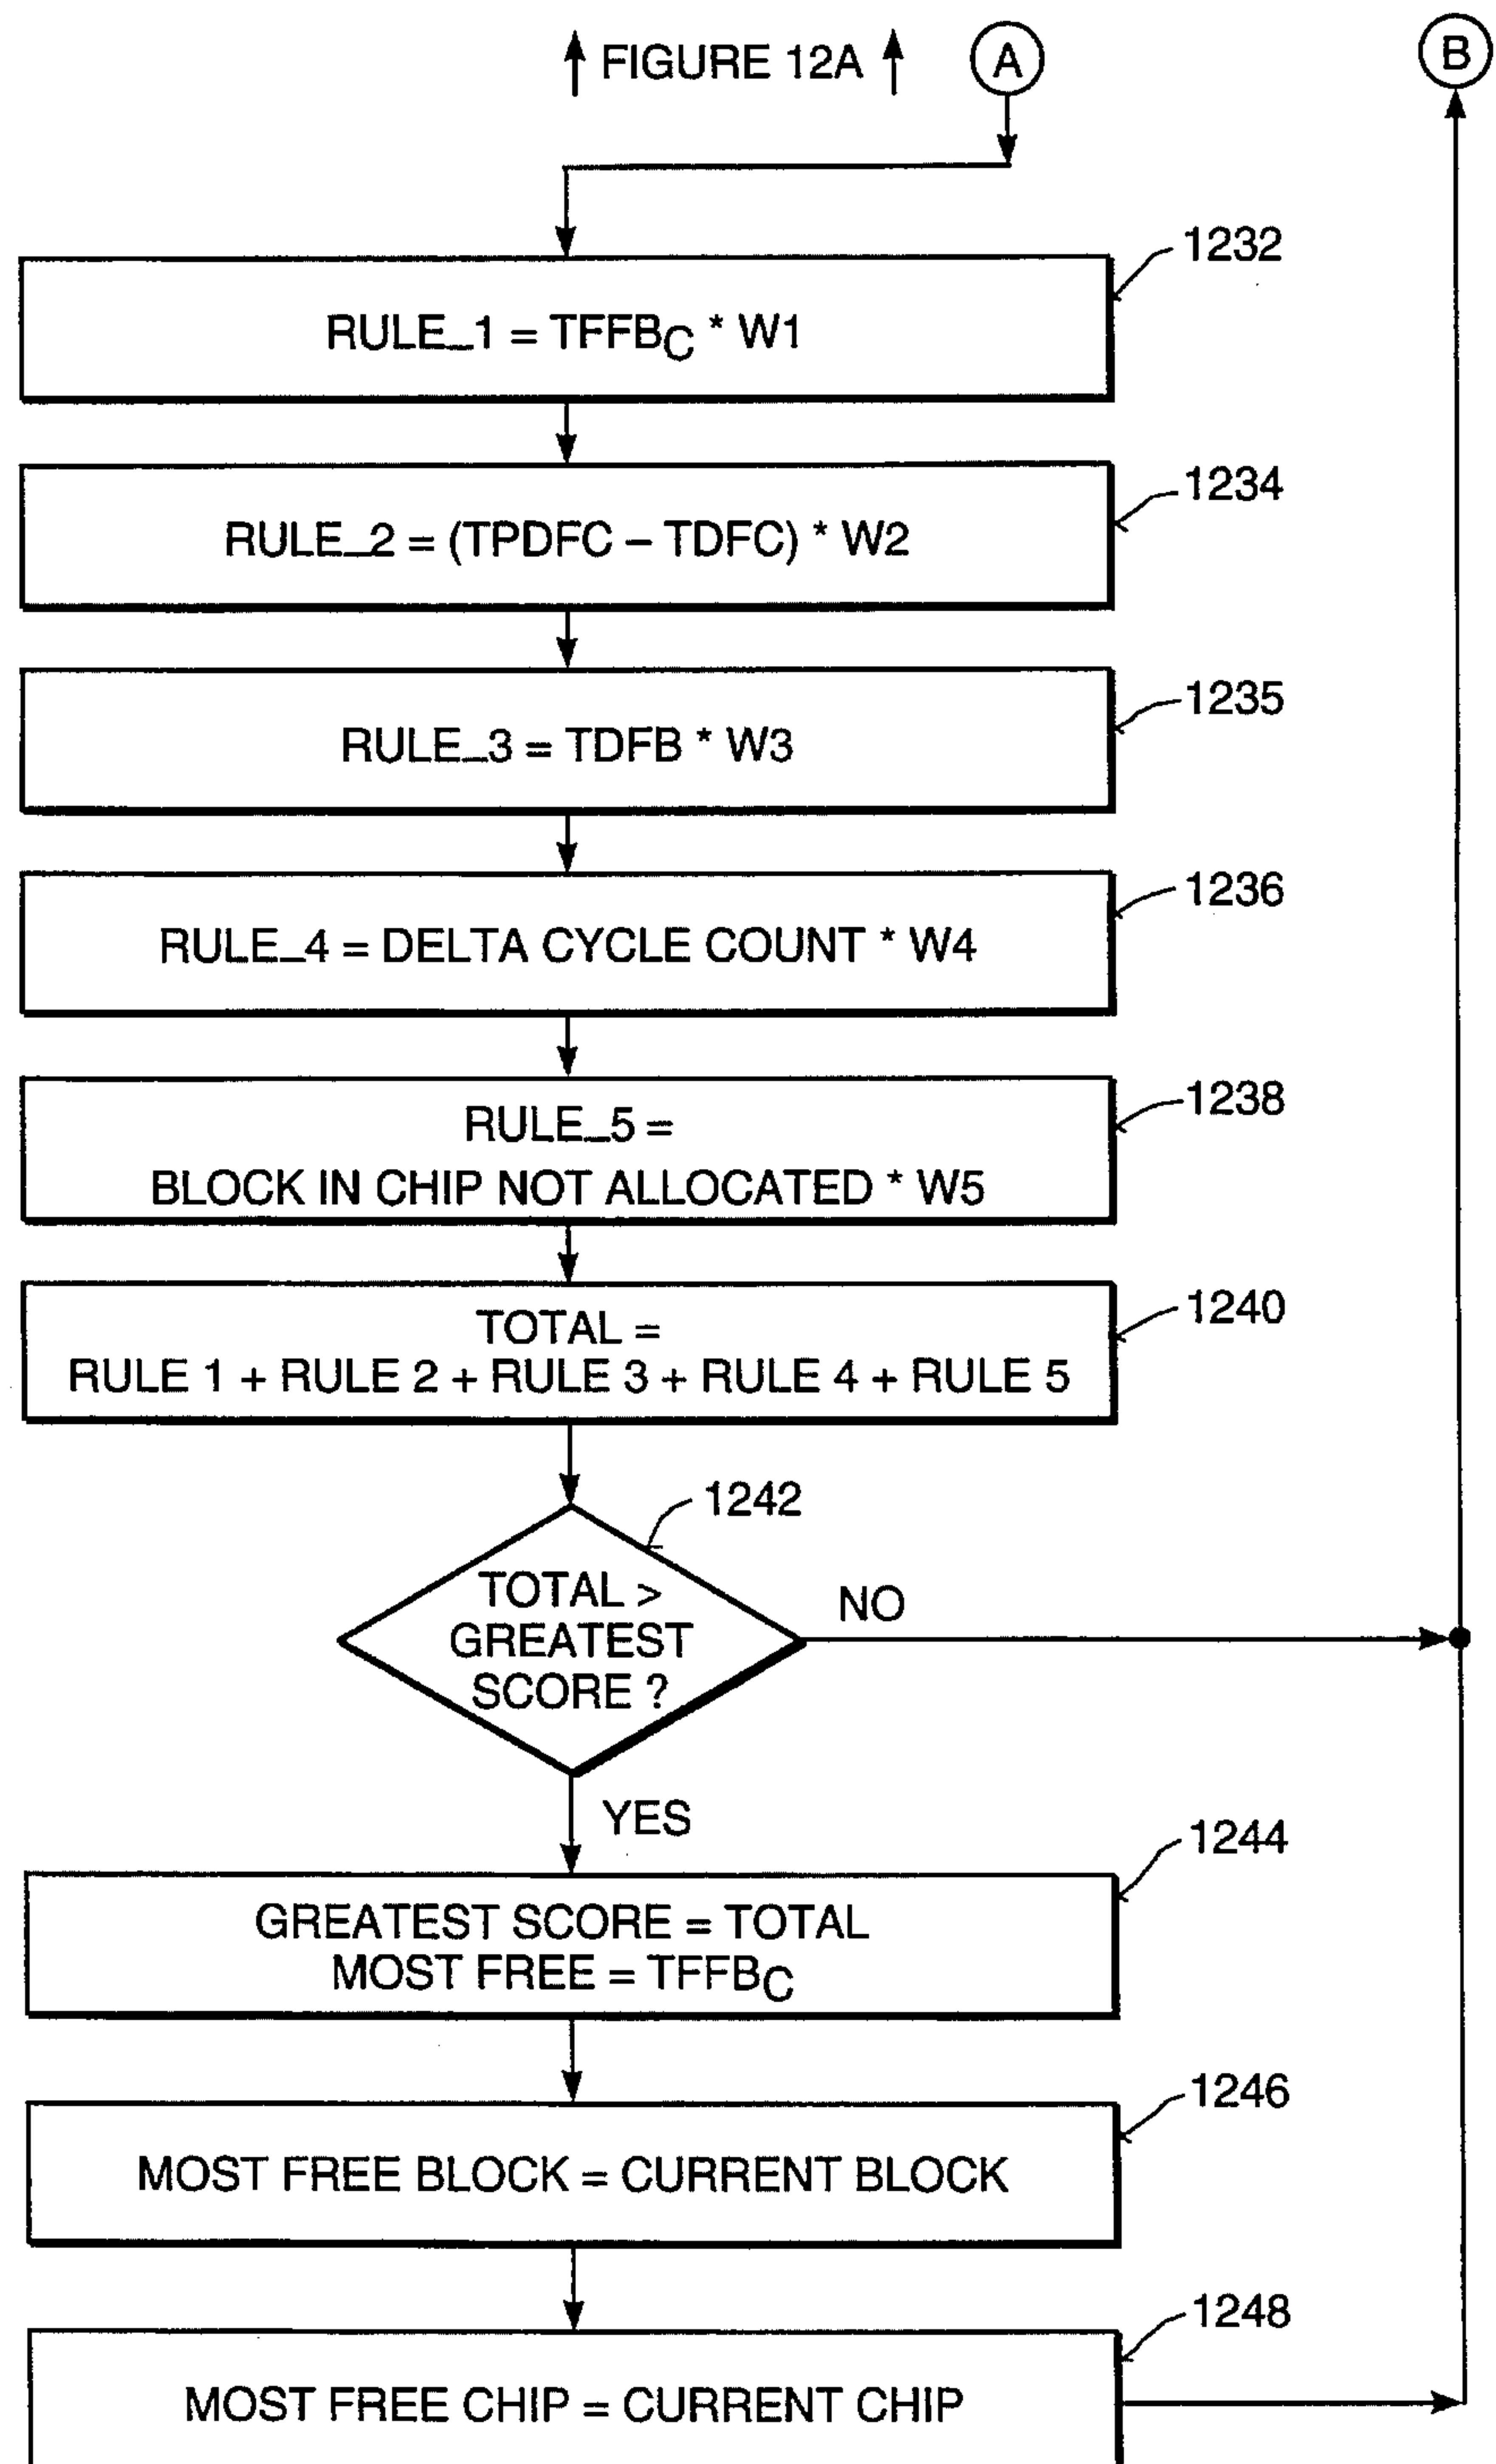 FIGURE 12A
A
B
1232
RULE_1 = TFFBC * W1
1234
RULE_2 = (TPDFC – TDFC) * W2
1235
RULE_3 = TDFB * W3
1236
RULE_4 = DELTA CYCLE COUNT * W4
1238
RULE_5 =
BLOCK IN CHIP NOT ALLOCATED * W5
1240
TOTAL =
RULE 1 + RULE 2 + RULE 3 + RULE 4 + RULE 5
1242
TOTAL >
GREATEST
SCORE ?
NO
YES
1244
GREATEST SCORE = TOTAL
MOST FREE = TFFBC
1246
MOST FREE BLOCK = CURRENT BLOCK
1248
MOST FREE CHIP = CURRENT CHIP